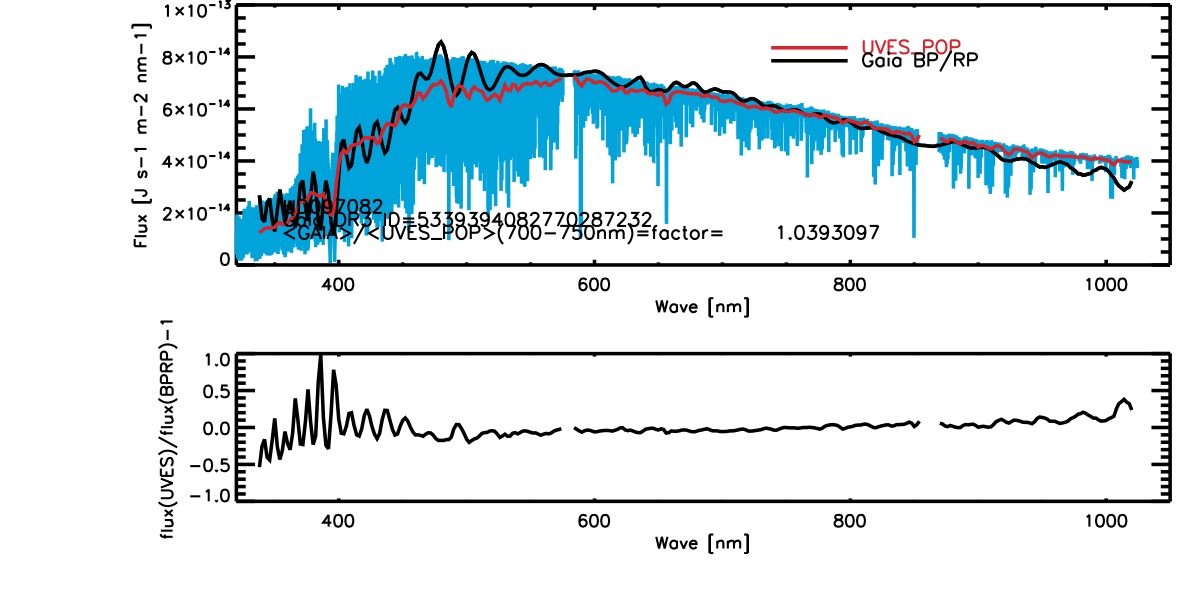 1×10−13
8×10−14
6×10−14
4×10−14
2×10−14
0
Flux [J s−1 m−2 nm−1]
UVES_POP
Gaia BP/RP
Gaia DR3 ID=5339394082770287232
<GAIA>/<UVES_POP>(700−750nm)=factor= 1.0393097
400 600 800 1000
Wave [nm]
1.0
0.5
0.0
−0.5
−1.0
flux(UVES)/flux(BPRP)−1
400 600 800 1000
Wave [nm]